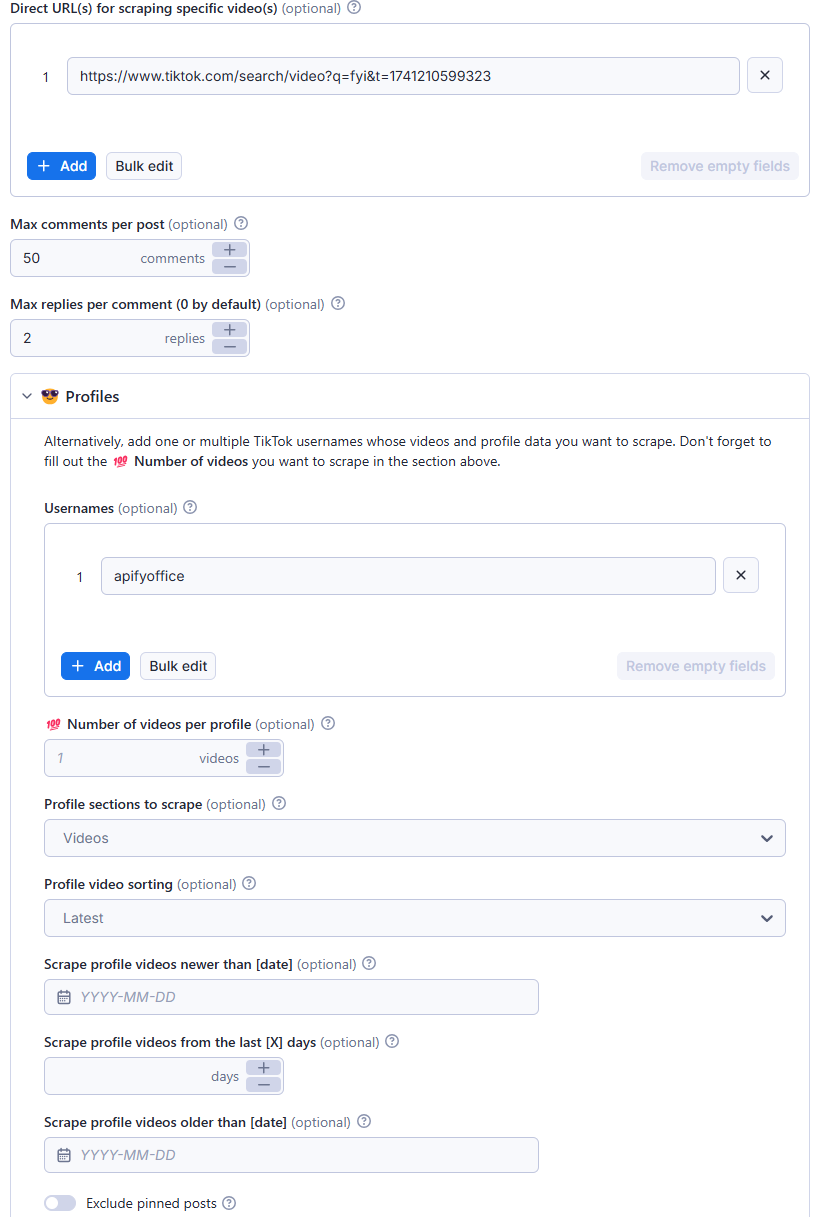 Direct URL(s) for scraping specific video(s) (optional)
1 https://www.tiktok.com/search/video?q=fyi&t=1741210599323
Add Bulk edit Remove empty fields
Max comments per post (optional)
50 comments
Max replies per comment (0 by default) (optional)
2 replies
😎 Profiles
Alternatively, add one or multiple TikTok usernames whose videos and profile data you want to scrape. Don't forget to
fill out the 💯 Number of videos you want to scrape in the section above.
Usernames (optional)
1 apifyoffice
Add Bulk edit Remove empty fields
💯 Number of videos per profile (optional)
1 videos
Profile sections to scrape (optional)
Videos
Profile video sorting (optional)
Latest
Scrape profile videos newer than [date] (optional)
YYYY-MM-DD
Scrape profile videos from the last [X] days (optional)
days
Scrape profile videos older than [date] (optional)
YYYY-MM-DD
Exclude pinned posts